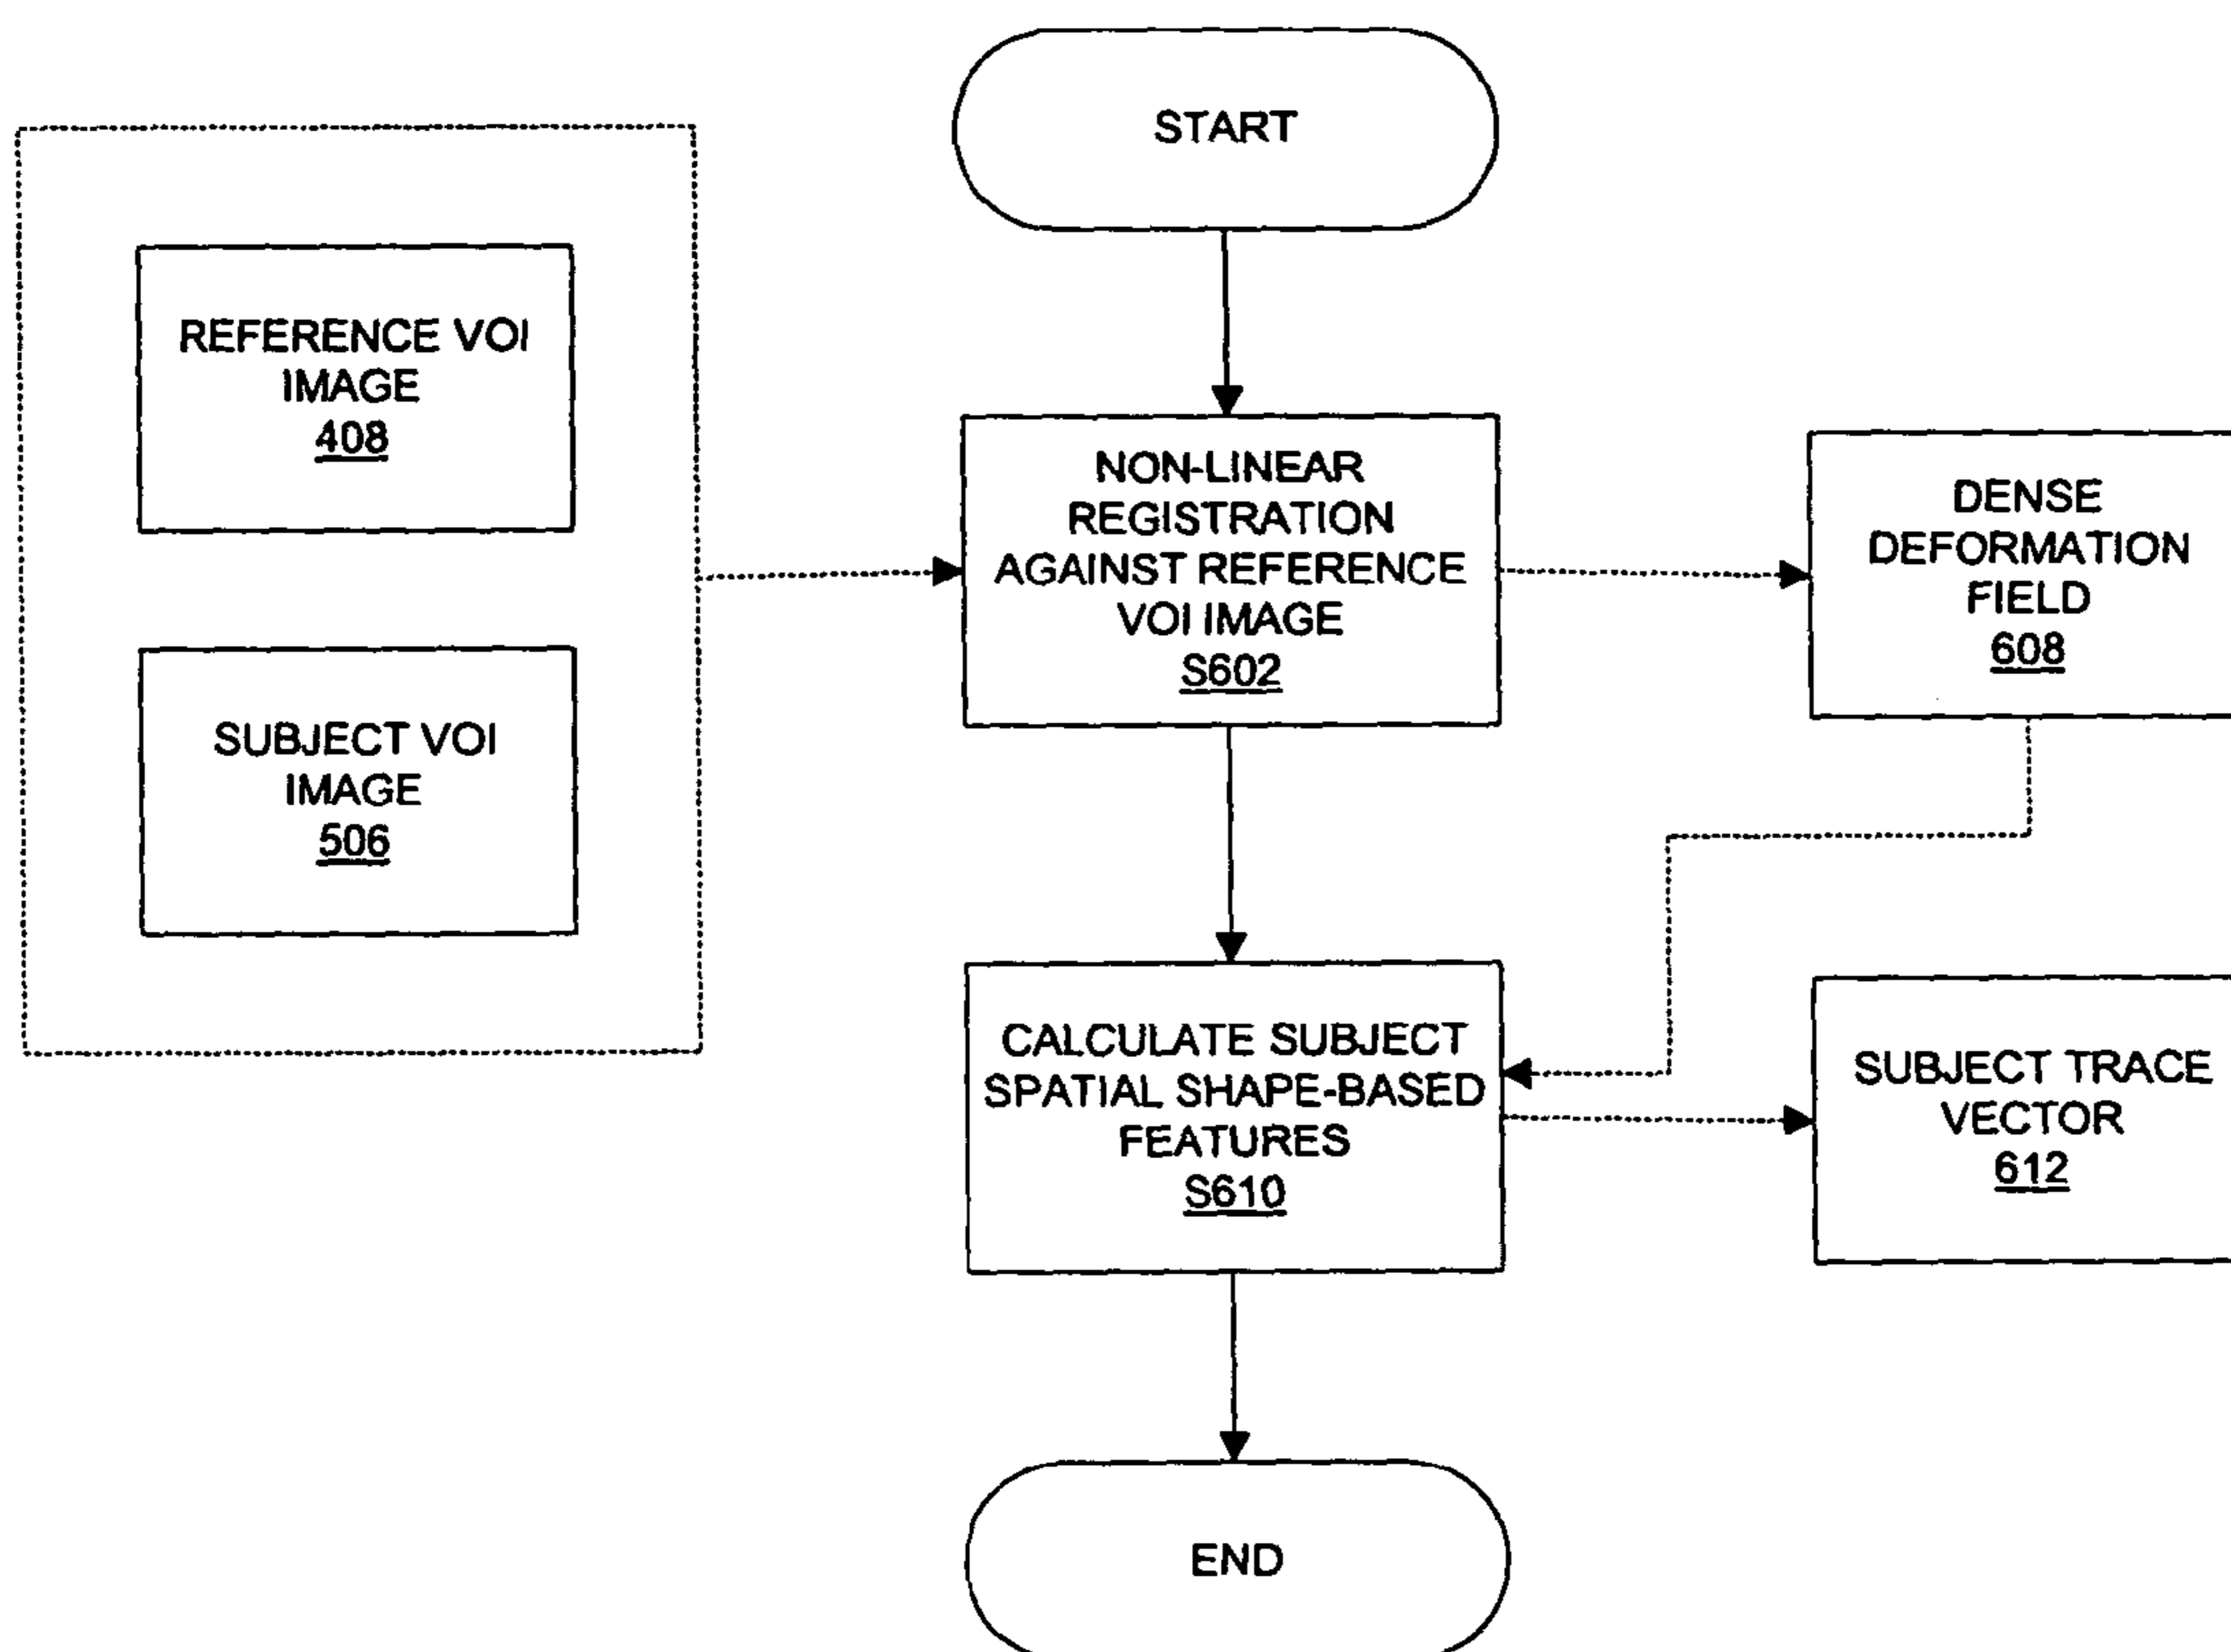 START
REFERENCE VOI
IMAGE
408
SUBJECT VOI
IMAGE
506
NON-LINEAR
REGISTRATION
AGAINST REFERENCE
VOI IMAGE
S602
DENSE
DEFORMATION
FIELD
608
CALCULATE SUBJECT
SPATIAL SHAPE-BASED
FEATURES
S610
SUBJECT TRACE
VECTOR
612
END